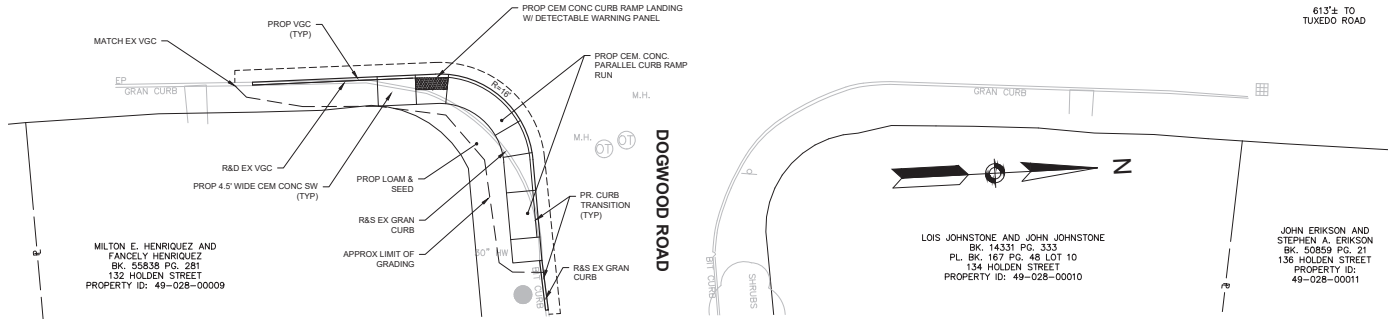 PROP CEM CONC CURB RAMP LANDING
W/ DETECTABLE WARNING PANEL
PROP VGC
(TYP)
MATCH EX VGC
PROP CEM. CONC.
PARALLEL CURB RAMP
RUN
EP
GRAN CURB
R=16'
M.H.
M.H.
OT
OT
DOGWOOD ROAD
R&D EX VGC
PROP 4.5' WIDE CEM CONC SW
(TYP)
PROP LOAM &
SEED
R&S EX GRAN
CURB
APPROX LIMIT OF
GRADING
PR. CURB
TRANSITION
(TYP)
R&S EX GRAN
CURB
BIT CURB
MILTON E. HENRIQUEZ AND
FANCELY HENRIQUEZ
BK. 55838 PG. 281
132 HOLDEN STREET
PROPERTY ID: 49-028-00009
613'± TO
TUXEDO ROAD
GRAN CURB
N
BIT CURB
SHRUBS
LOIS JOHNSTONE AND JOHN JOHNSTONE
BK. 14331 PG. 333
PL. BK. 167 PG. 48 LOT 10
134 HOLDEN STREET
PROPERTY ID: 49-028-00010
JOHN ERIKSON AND
STEPHEN A. ERIKSON
BK. 50859 PG. 21
136 HOLDEN STREET
PROPERTY ID:
49-028-00011